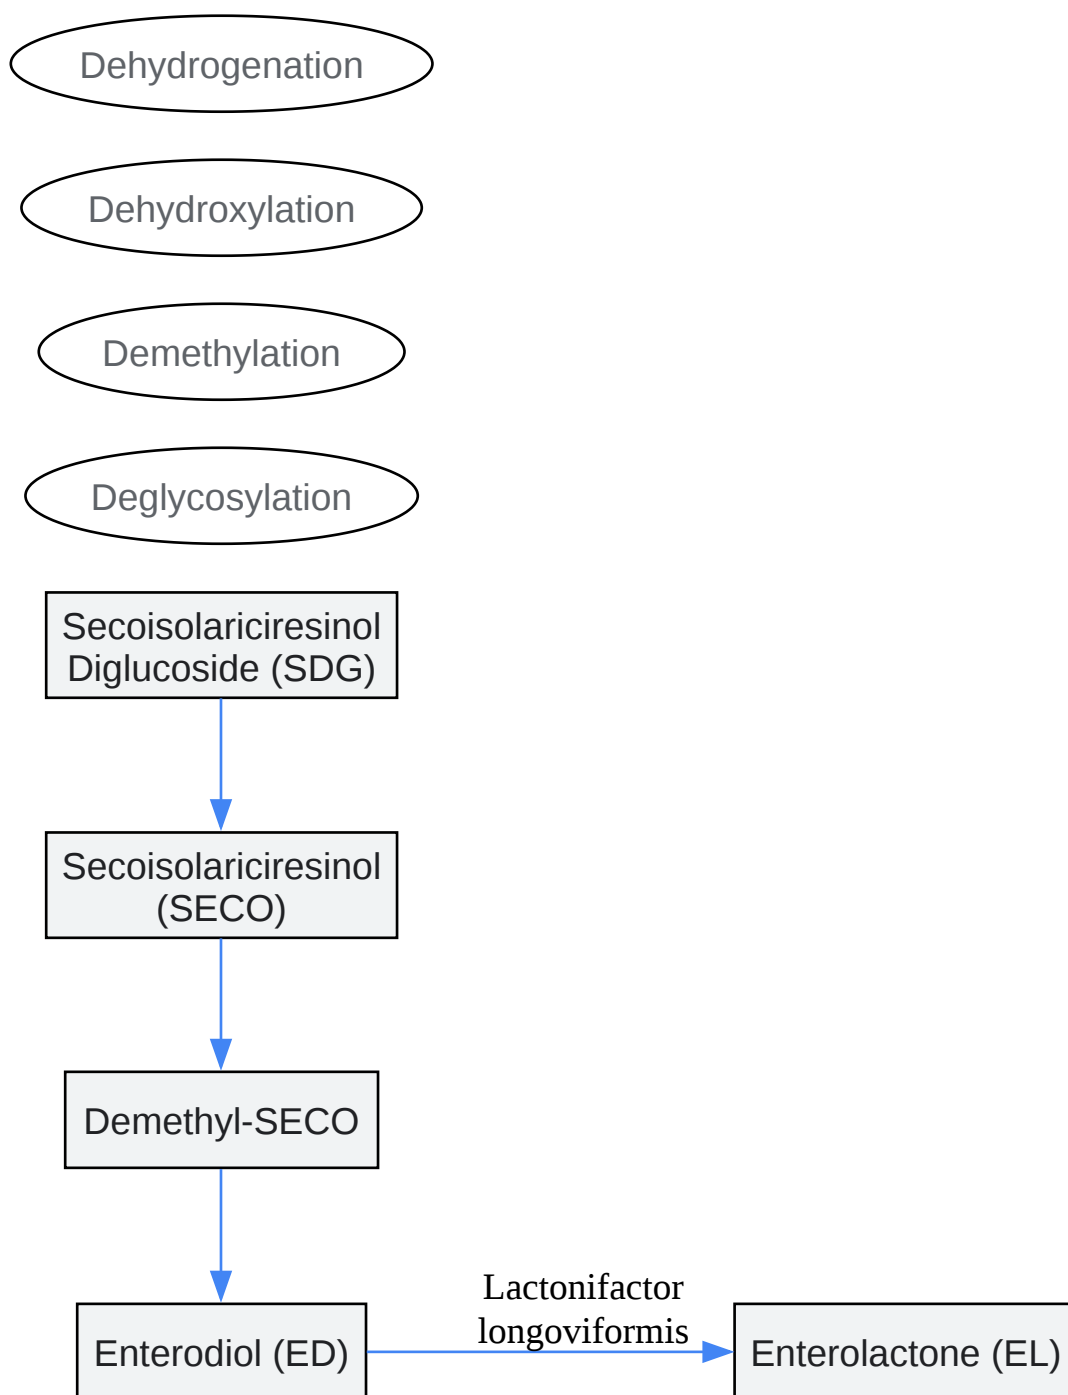 Dehydrogenation
Dehydroxylation
Demethylation
Deglycosylation
Secoisolariciresinol
Diglucoside (SDG)
Secoisolariciresinol
(SECO)
Demethyl-SECO
Lactonifactor
longoviformis
Enterodiol (ED)
Enterolactone (EL)